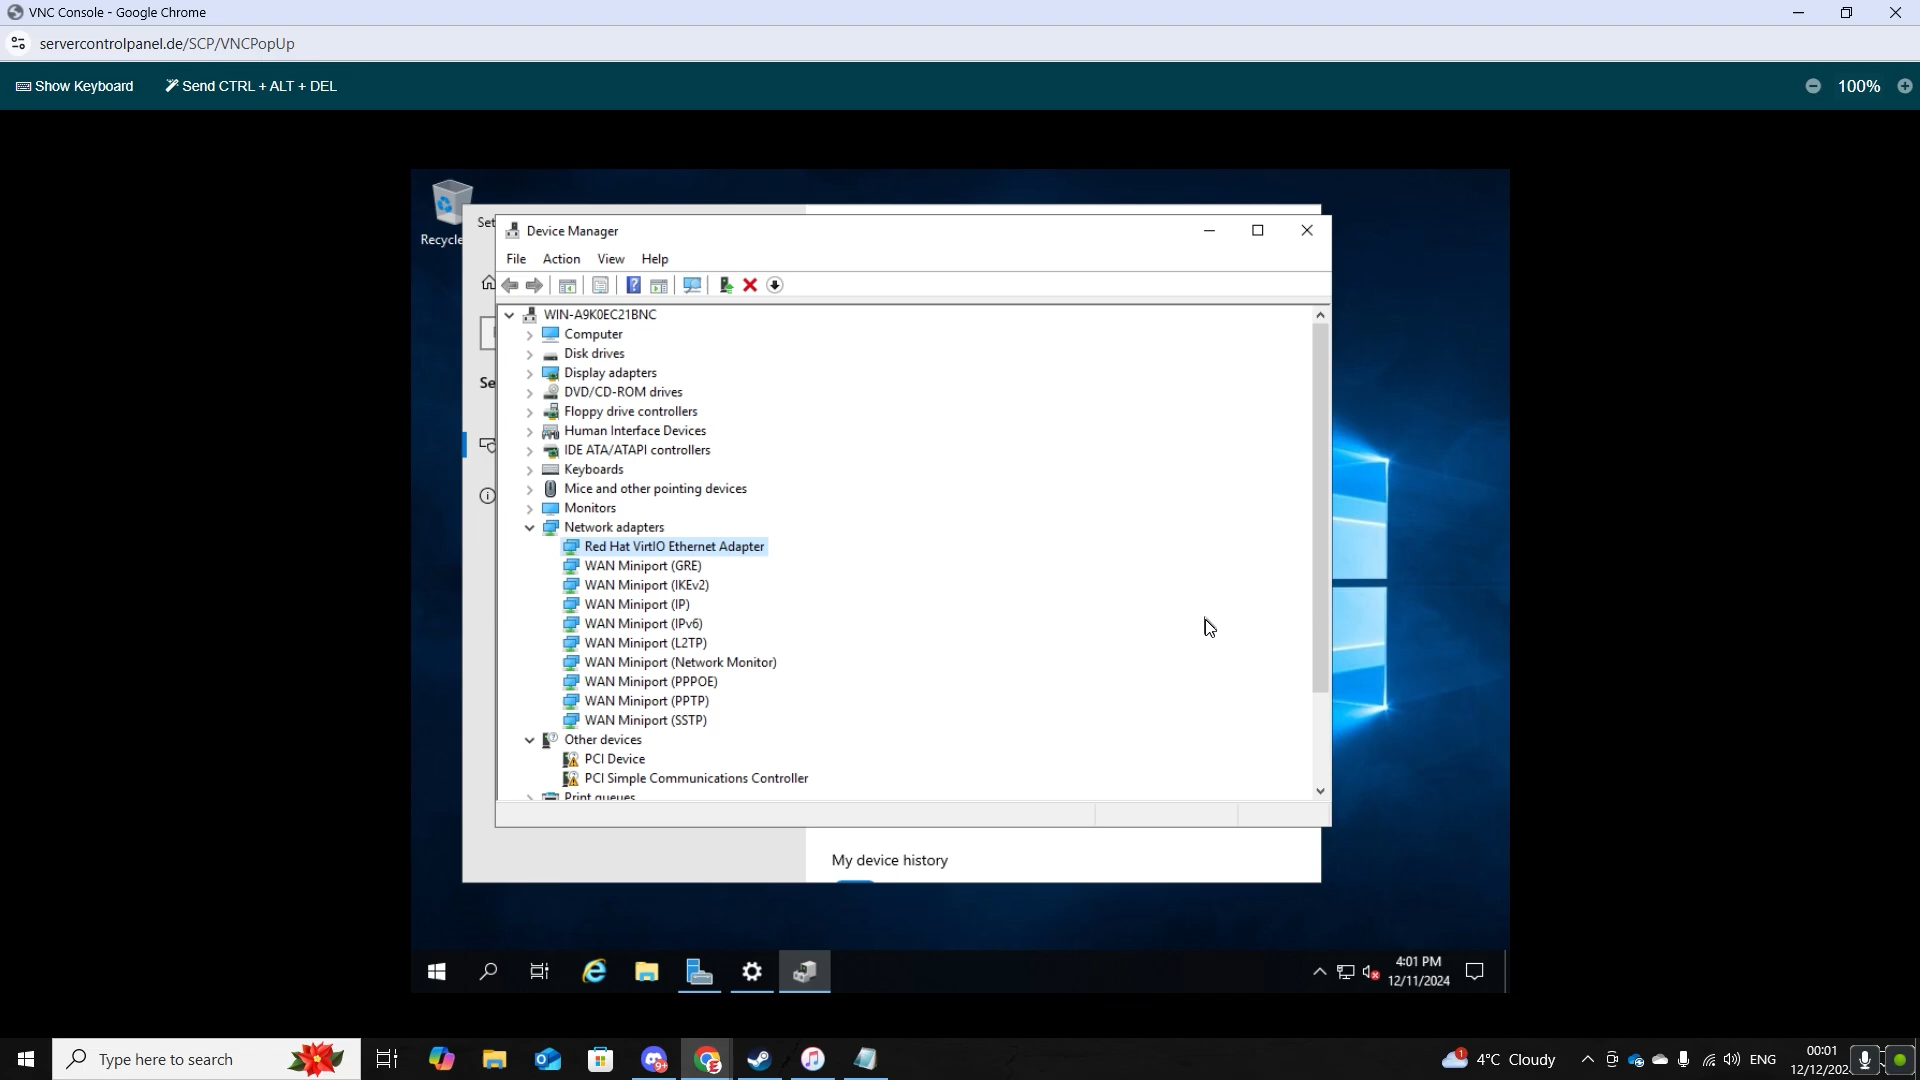 VNC Console - Google Chrome
servercontrolpanel.de/SCP/VNCPopUp
Show Keyboard
Send CTRL + ALT + DEL
100%
Recycle
Set
Device Manager
File Action View Help
WIN-A9K0EC21BNC
Computer
Disk drives
Display adapters
DVD/CD-ROM drives
Floppy drive controllers
Human Interface Devices
IDE ATA/ATAPI controllers
Keyboards
Mice and other pointing devices
Monitors
Network adapters
Red Hat VirtIO Ethernet Adapter
WAN Miniport (GRE)
WAN Miniport (IKEv2)
WAN Miniport (IP)
WAN Miniport (IPv6)
WAN Miniport (L2TP)
WAN Miniport (Network Monitor)
WAN Miniport (PPPOE)
WAN Miniport (PPTP)
WAN Miniport (SSTP)
Other devices
PCI Device
PCI Simple Communications Controller
Print queues
Se
My device history
4:01 PM
12/11/2024
Type here to search
9+
1
4°C Cloudy
ENG
00:01
12/12/202